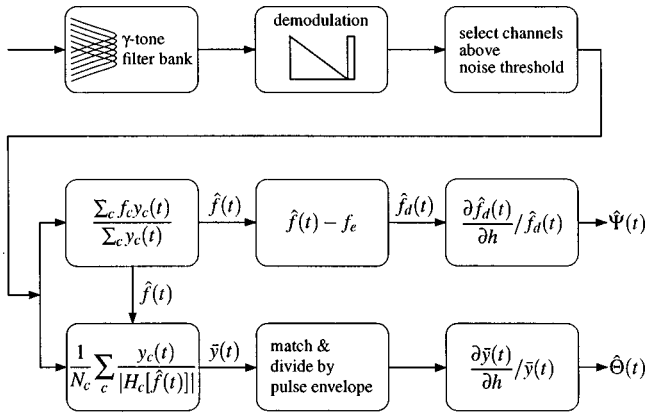 γ-tone
filter bank
demodulation
select channels
above
noise threshold
∑c fc yc(t) / ∑c yc(t)
f̂(t)
f̂(t) − fe
f̂d(t)
∂f̂d(t)/∂h / f̂d(t)
Ψ̂(t)
f̂(t)
1/Nc ∑c yc(t)/|Hc[f̂(t)]|
ȳ(t)
match &
divide by
pulse envelope
∂ȳ(t)/∂h / ȳ(t)
Θ̂(t)